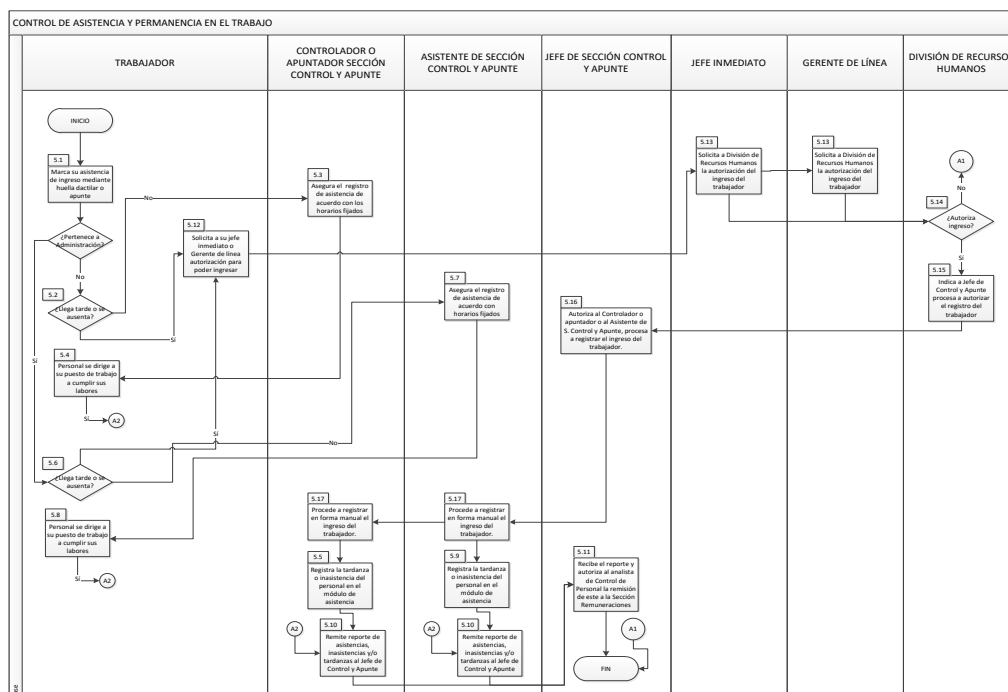 CONTROL DE ASISTENCIA Y PERMANENCIA EN EL TRABAJO
TRABAJADOR
CONTROLADOR O
APUNTADOR SECCIÓN
CONTROL Y APUNTE
ASISTENTE DE SECCIÓN
CONTROL Y APUNTE
JEFE DE SECCIÓN CONTROL
Y APUNTE
JEFE INMEDIATO
GERENTE DE LÍNEA
DIVISIÓN DE RECURSO
HUMANOS
INICIO
5.1
Marca su asistencia
de ingreso mediante
huella dactilar o
apunte
¿Pertenece a
Administración?
No
5.2
¿Llega tarde o se
ausenta?
No
Sí
Sí
5.4
Personal se dirige a
su puesto de trabajo
a cumplir sus
labores
Sí
A2
5.6
¿Llega tarde o se
ausenta?
Sí
No
5.8
Personal se dirige a
su puesto de trabajo
a cumplir sus
labores
Sí
A2
5.12
Solicita a su jefe
inmediato o
Gerente de línea
autorización para
poder ingresar
5.3
Asegura el registro
de asistencia de
acuerdo con los
horarios fijados
5.7
Asegura el registro
de asistencia de
acuerdo con
horarios fijados
5.16
Autoriza al Controlador o
apuntador o al Asistente de
S. Control y Apunte, procesa
a registrar el ingreso del
trabajador.
5.13
Solicita a División de
Recursos Humanos
la autorización del
ingreso del
trabajador
5.13
Solicita a División de
Recursos Humanos
la autorización del
ingreso del
trabajador
A1
No
5.14
¿Autoriza
ingreso?
Sí
5.15
Indica a Jefe de
Control y Apunte
procesa a autorizar
el registro del
trabajador
5.17
Procede a registrar
en forma manual el
ingreso del
trabajador.
5.5
Registra la tardanza
o inasistencia del
personal en el
módulo de
asistencia
A2
5.10
Remite reporte de
asistencias,
inasistencias y/o
tardanzas al Jefe de
Control y Apunte
5.17
Procede a registrar
en forma manual el
ingreso del
trabajador.
5.9
Registra la tardanza
o inasistencia del
personal en el
módulo de
asistencia
A2
5.10
Remite reporte de
asistencias,
inasistencias y/o
tardanzas al Jefe de
Control y Apunte
5.11
Recibe el reporte y
autoriza al analista
de Control de
Personal la remisión
de este a la Sección
Remuneraciones
A1
FIN